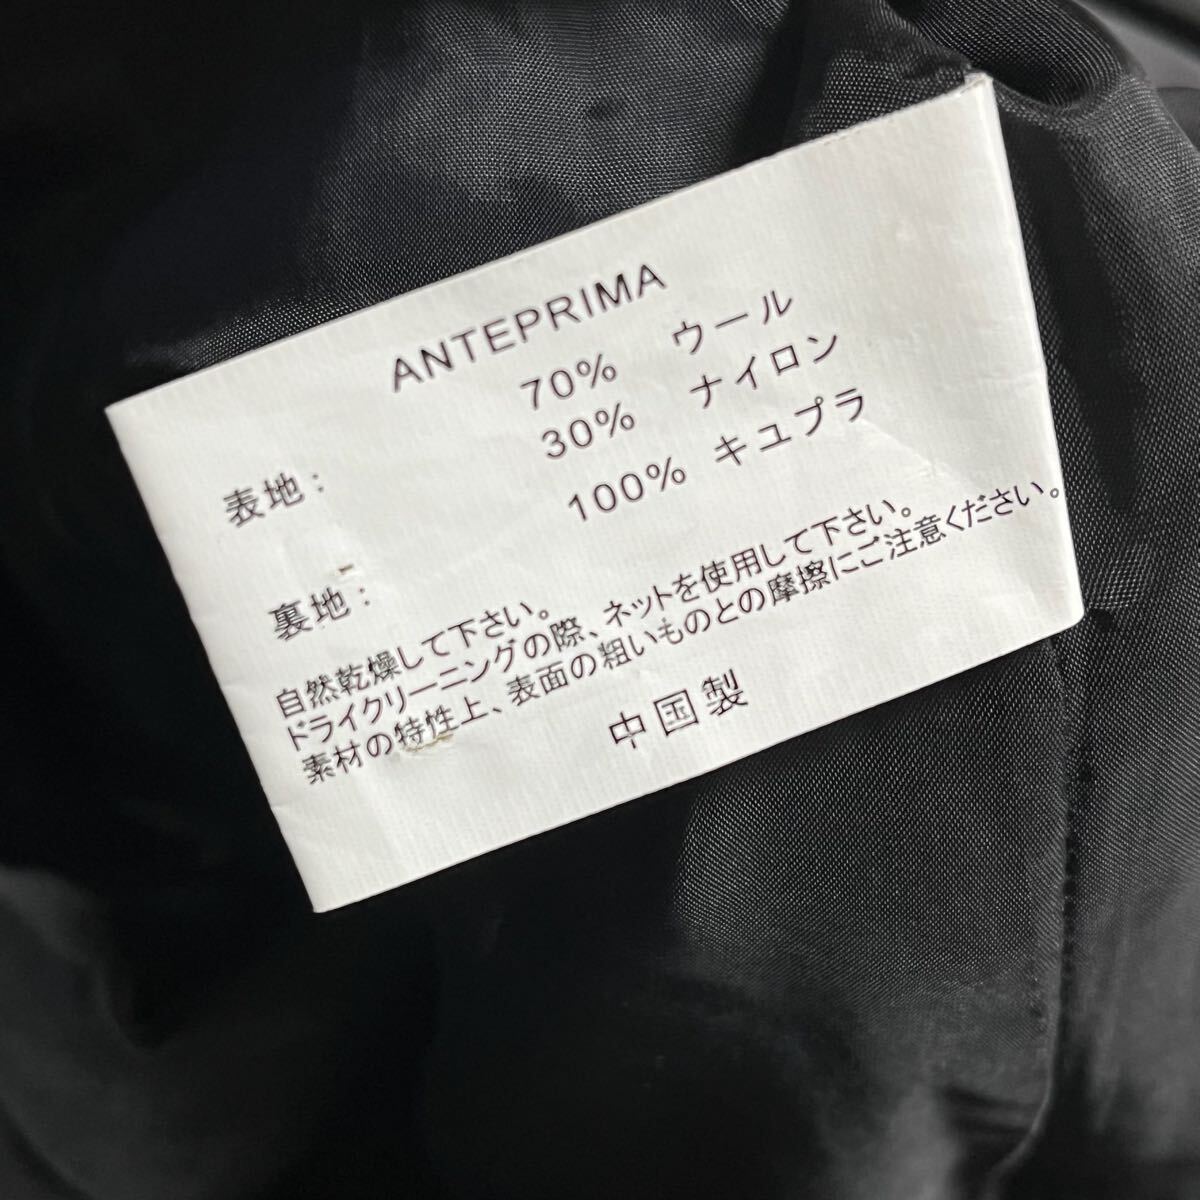 ANTEPRIMA
表地: 70% ウール
30% ナイロン
裏地: 100% キュプラ
自然乾燥して下さい。
ドライクリーニングの際、ネットを使用して下さい。
素材の特性上、表面の粗いものとの摩擦にご注意ください。
中国製